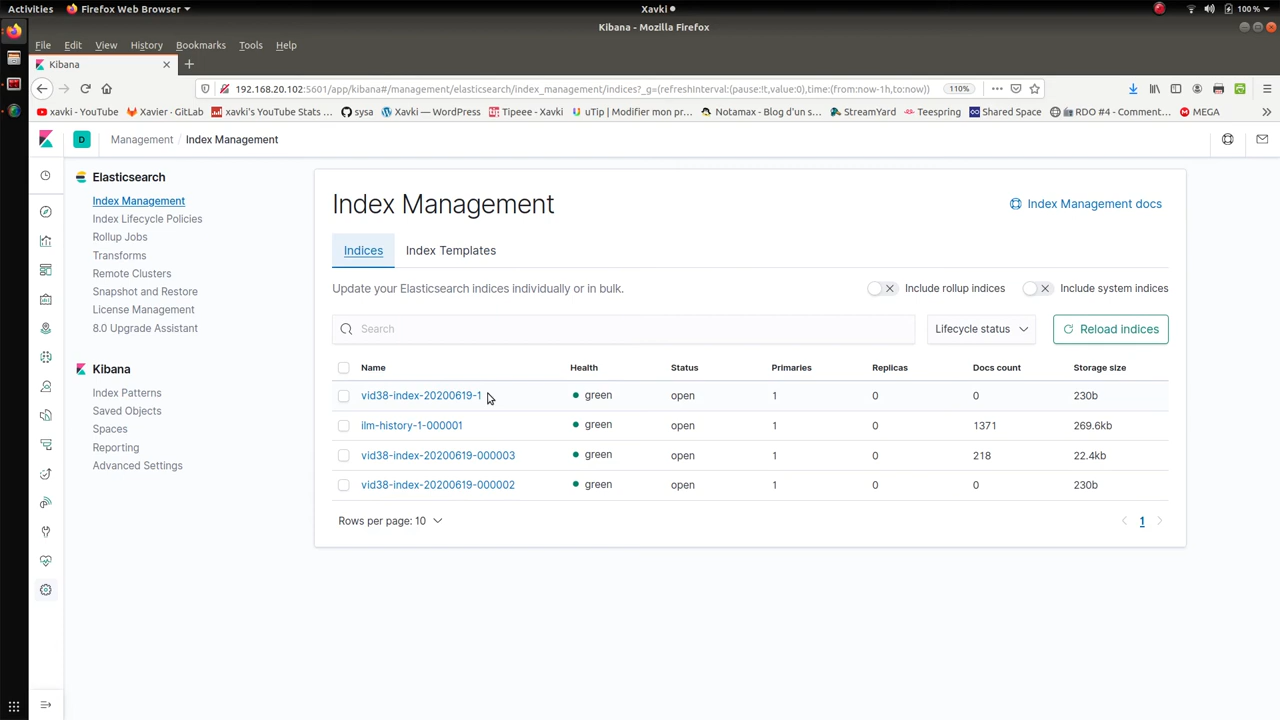 Activities Firefox Web Browser Xavki 100 %
Kibana - Mozilla Firefox
File Edit View History Bookmarks Tools Help
Kibana
192.168.20.102:5601/app/kibana#/management/elasticsearch/index_management/indices?_g=(refreshInterval:(pause:!t,value:0),time:(from:now-1h,to:now)) 110%
xavki - YouTube Xavier · GitLab xavki's YouTube Stats ... sysa Xavki — WordPress Tipeee - Xavki uTip | Modifier mon pr... Notamax - Blog d'un s... StreamYard Teespring Shared Space RDO #4 - Comment... MEGA
D Management / Index Management
Elasticsearch
Index Management
Index Lifecycle Policies
Rollup Jobs
Transforms
Remote Clusters
Snapshot and Restore
License Management
8.0 Upgrade Assistant
Kibana
Index Patterns
Saved Objects
Spaces
Reporting
Advanced Settings
Index Management
Index Management docs
Indices Index Templates
Update your Elasticsearch indices individually or in bulk. Include rollup indices Include system indices
Search Lifecycle status Reload indices
Name Health Status Primaries Replicas Docs count Storage size
vid38-index-20200619-1 green open 1 0 0 230b
ilm-history-1-000001 green open 1 0 1371 269.6kb
vid38-index-20200619-000003 green open 1 0 218 22.4kb
vid38-index-20200619-000002 green open 1 0 0 230b
Rows per page: 10 1